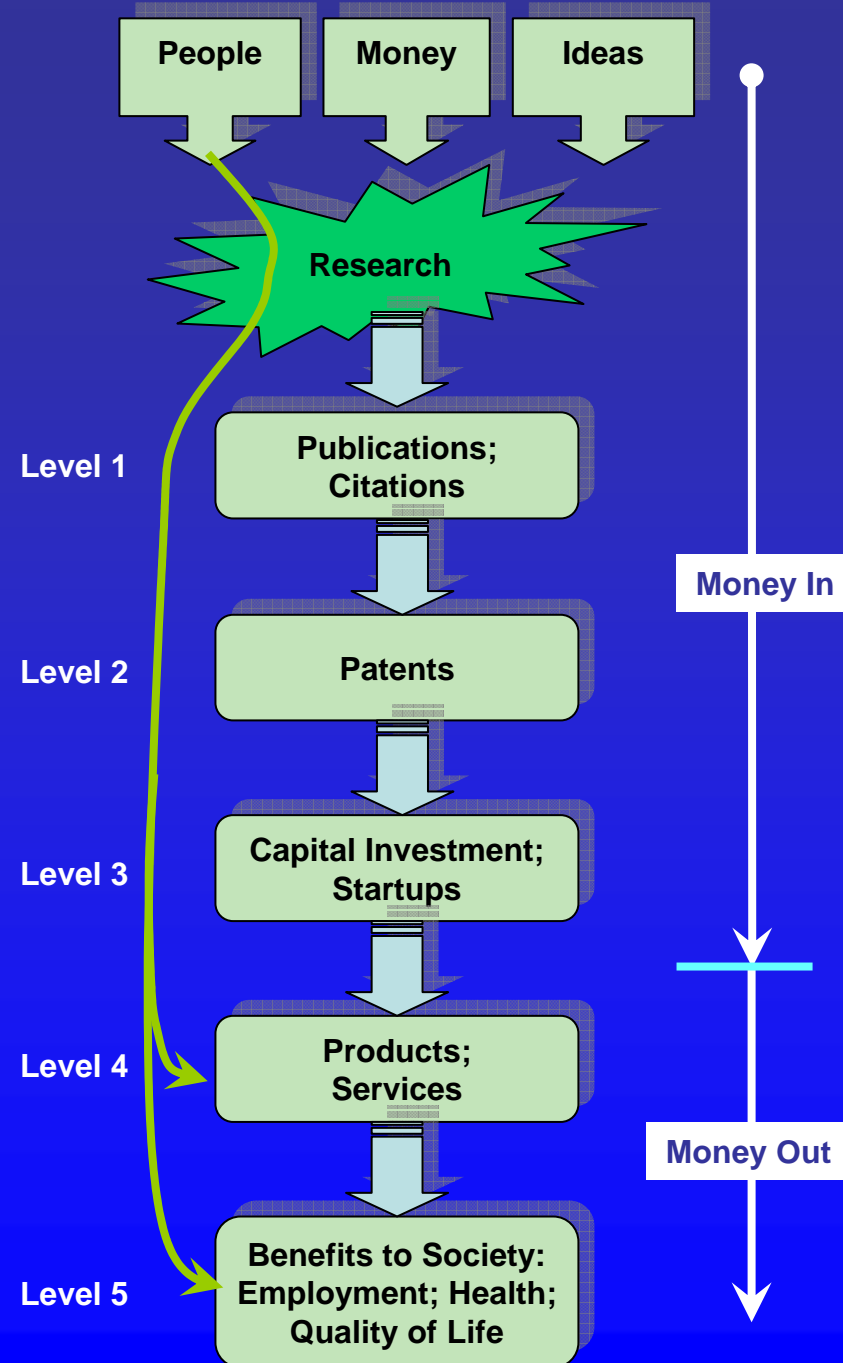 People
Money
Ideas
Research
Level 1
Publications;
Citations
Money In
Level 2
Patents
Level 3
Capital Investment;
Startups
Level 4
Products;
Services
Money Out
Level 5
Benefits to Society:
Employment; Health;
Quality of Life